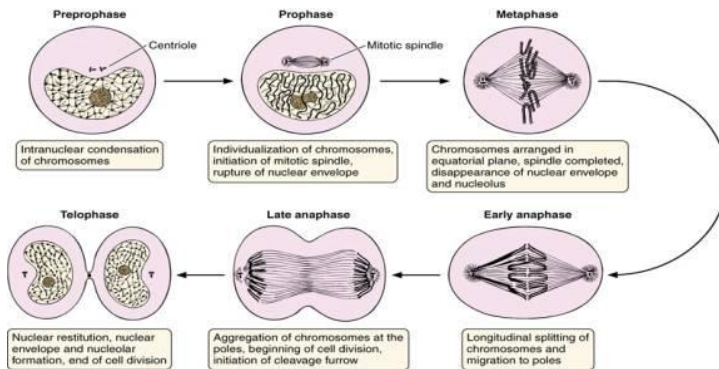 Preprophase
Prophase
Metaphase
Centriole
Mitotic spindle
Intranuclear condensation
of chromosomes
Individualization of chromosomes,
initiation of mitotic spindle,
rupture of nuclear envelope
Chromosomes arranged in
equatorial plane, spindle completed,
disappearance of nuclear envelope
and nucleolus
Telophase
Late anaphase
Early anaphase
Nuclear restitution, nuclear
envelope and nucleolar
formation, end of cell division
Aggregation of chromosomes at the
poles, beginning of cell division,
initiation of cleavage furrow
Longitudinal splitting of
chromosomes and
migration to poles